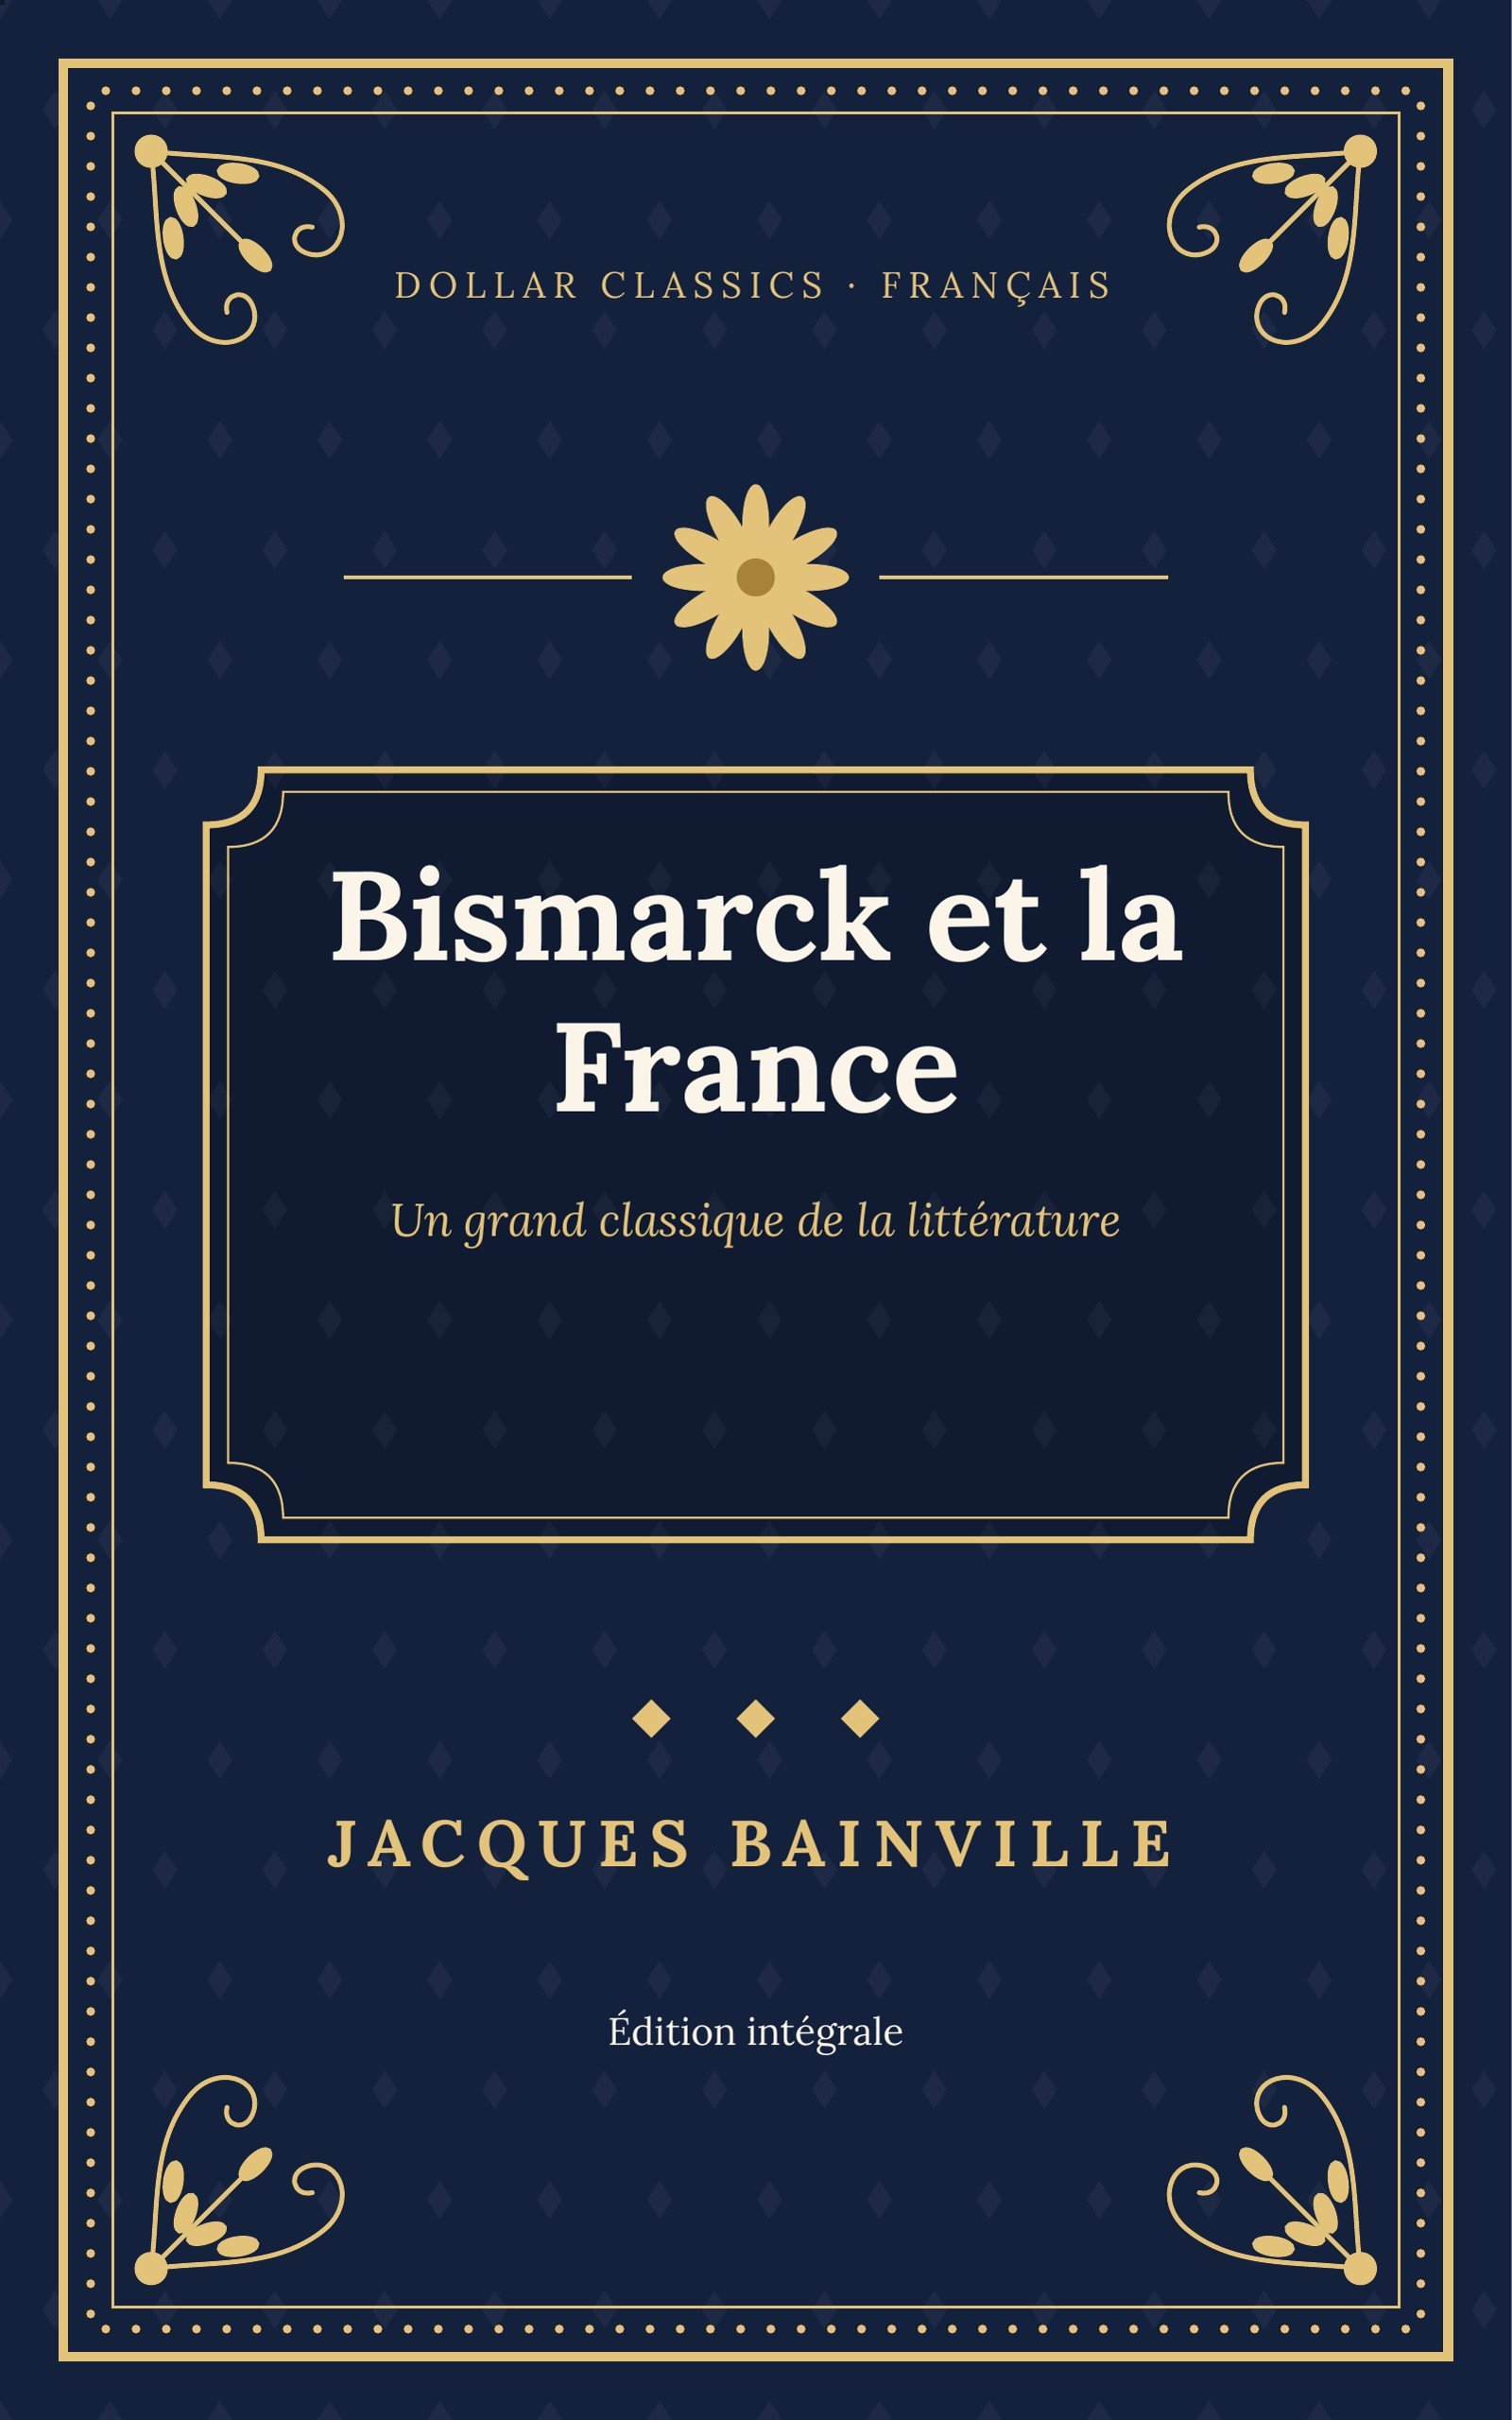 DOLLAR CLASSICS · FRANÇAIS
Bismarck et la
France
Un grand classique de la littérature
JACQUES BAINVILLE
Édition intégrale